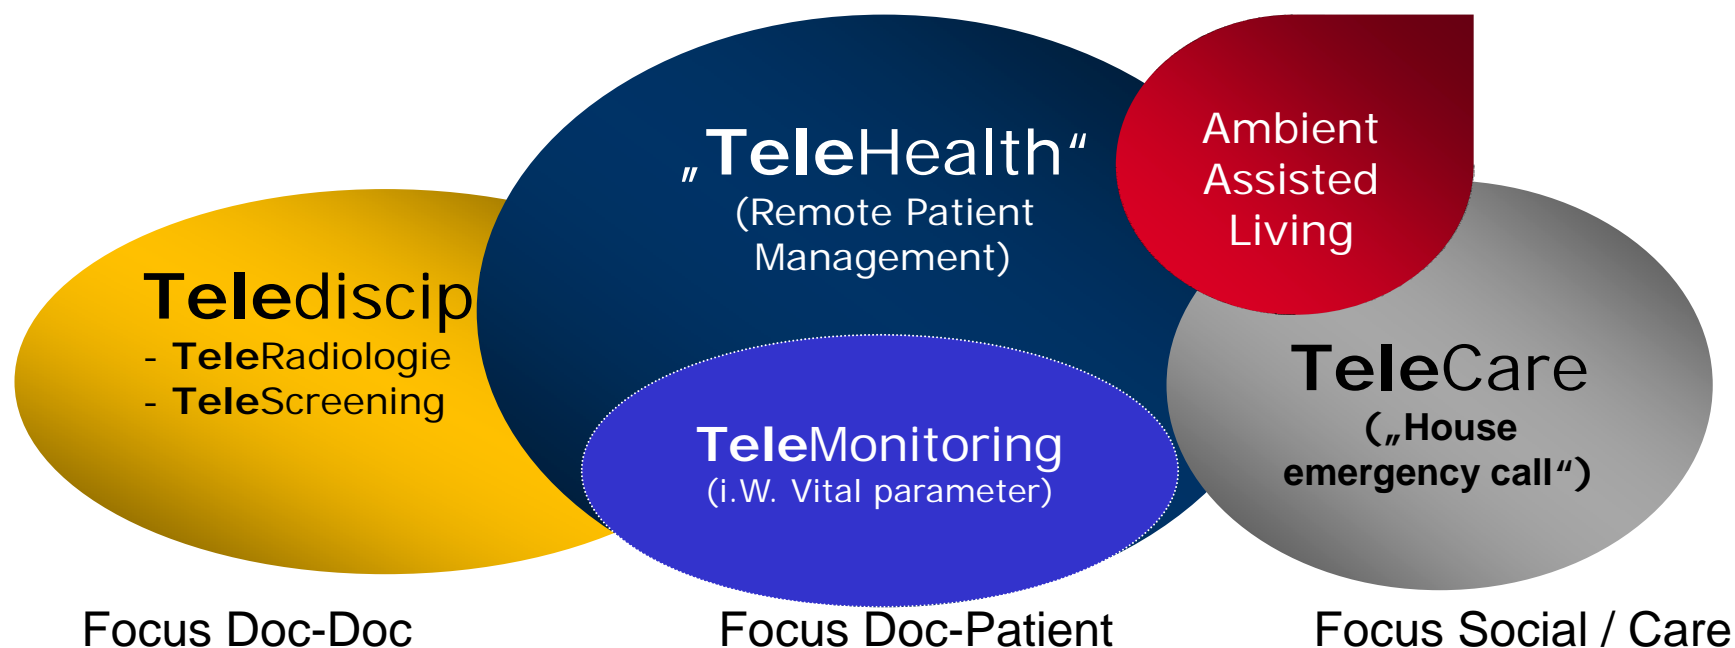 „TeleHealth“
(Remote Patient
Management)
Ambient
Assisted
Living
Telediscip
- TeleRadiologie
- TeleScreening
TeleMonitoring
(i.W. Vital parameter)
TeleCare
(„House
emergency call“)
Focus Doc-Doc
Focus Doc-Patient
Focus Social / Care